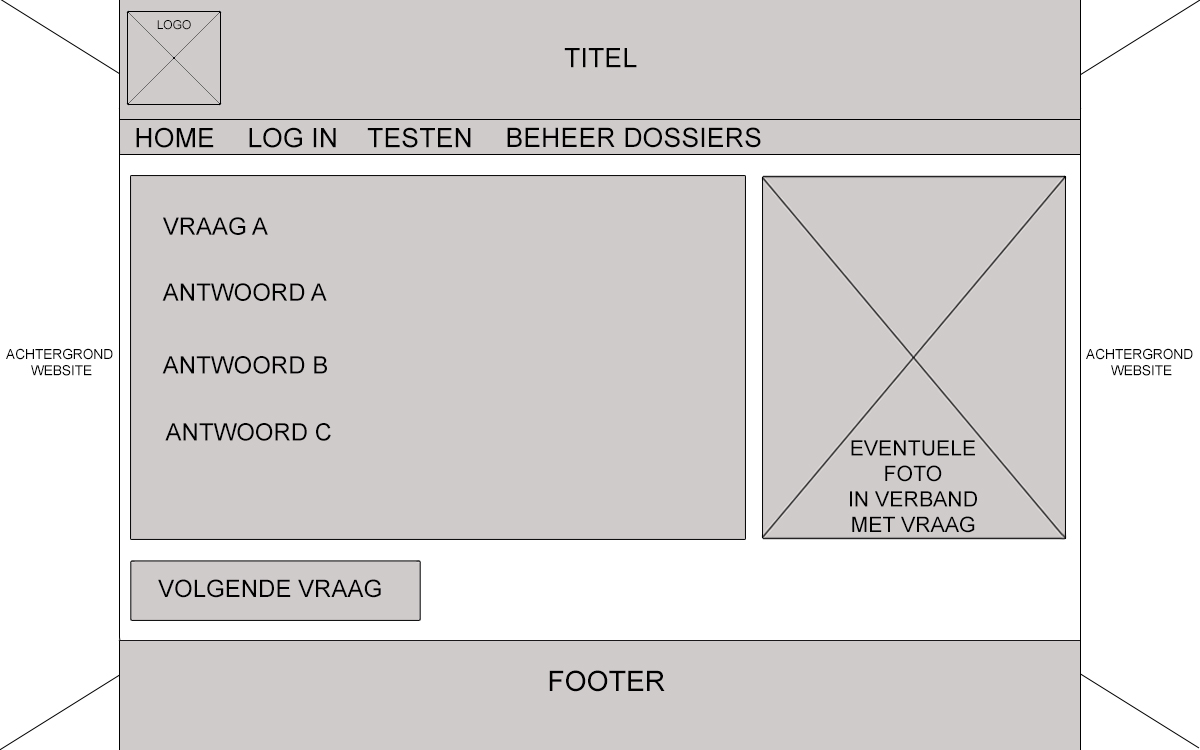 LOGO
TITEL
HOME LOG IN TESTEN BEHEER DOSSIERS
VRAAG A
ANTWOORD A
ANTWOORD B
ANTWOORD C
EVENTUELE
FOTO
IN VERBAND
MET VRAAG
ACHTERGROND
WEBSITE
ACHTERGROND
WEBSITE
VOLGENDE VRAAG
FOOTER